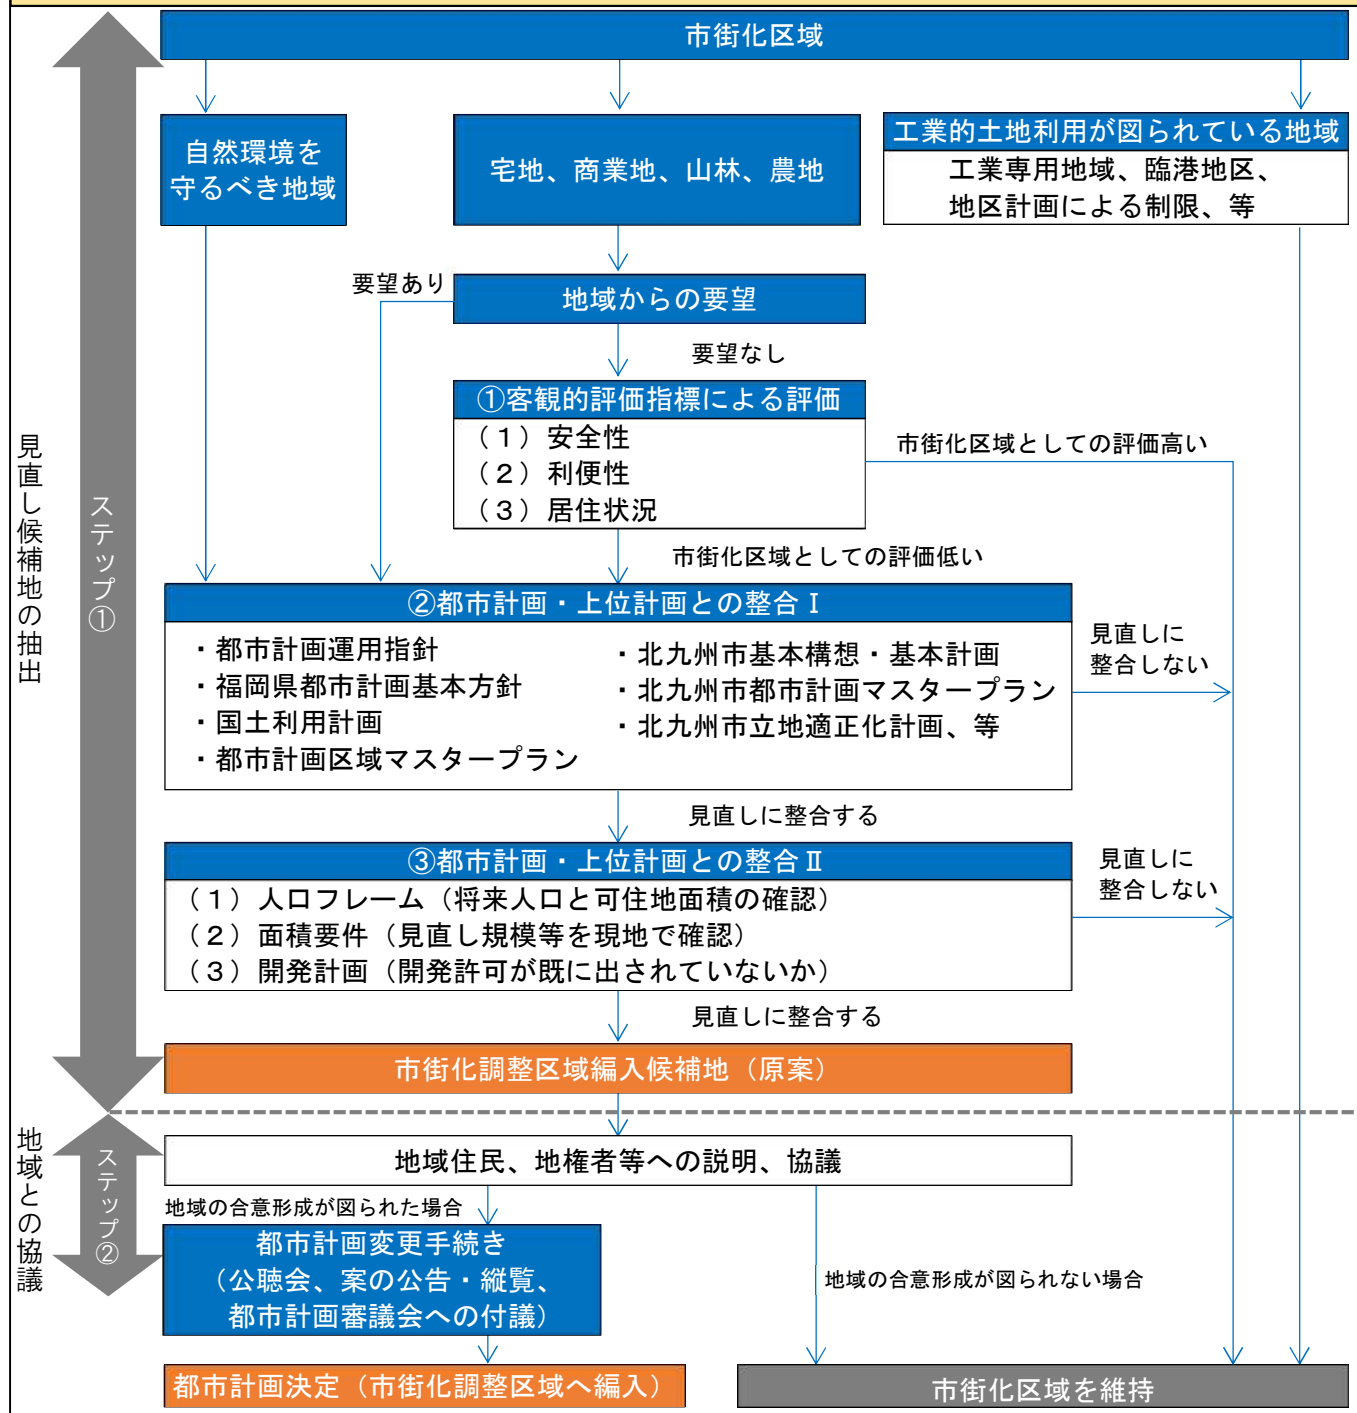 市街化区域
自然環境を
守るべき地域
宅地、商業地、山林、農地
工業的土地利用が図られている地域
工業専用地域、臨港地区、
地区計画による制限、等
要望あり
地域からの要望
要望なし
①客観的評価指標による評価
（１）安全性
（２）利便性
（３）居住状況
市街化区域としての評価高い
市街化区域としての評価低い
見直し候補地の抽出
ステップ①
②都市計画・上位計画との整合Ⅰ
・都市計画運用指針
・福岡県都市計画基本方針
・国土利用計画
・都市計画区域マスタープラン
・北九州市基本構想・基本計画
・北九州市都市計画マスタープラン
・北九州市立地適正化計画、等
見直しに
整合しない
見直しに整合する
③都市計画・上位計画との整合Ⅱ
（１）人口フレーム（将来人口と可住地面積の確認）
（２）面積要件（見直し規模等を現地で確認）
（３）開発計画（開発許可が既に出されていないか）
見直しに
整合しない
見直しに整合する
市街化調整区域編入候補地（原案）
地域との協議
ステップ②
地域住民、地権者等への説明、協議
地域の合意形成が図られた場合
都市計画変更手続き
（公聴会、案の公告・縦覧、
都市計画審議会への付議）
地域の合意形成が図られない場合
都市計画決定（市街化調整区域へ編入）
市街化区域を維持